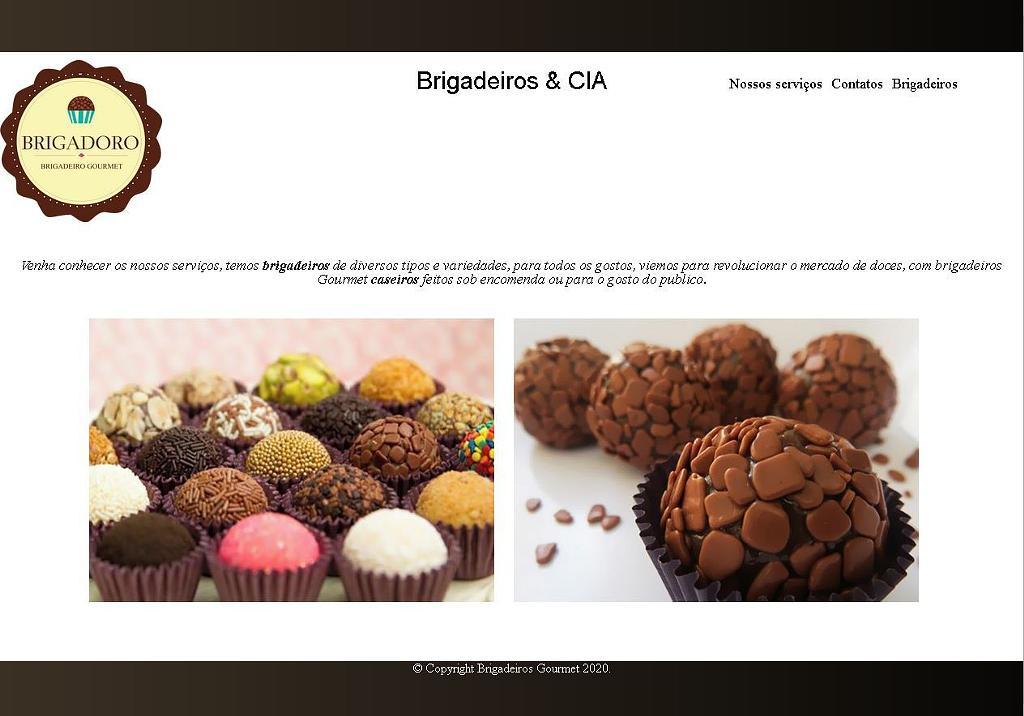 Brigadeiros & CIA
Nossos serviços Contatos Brigadeiros
BRIGADORO
BRIGADEIRO GOURMET
Venha conhecer os nossos serviços, temos brigadeiros de diversos tipos e variedades, para todos os gostos, viemos para revolucionar o mercado de doces, com brigadeiros
Gourmet caseiros feitos sob encomenda ou para o gosto do publico.
© Copyright Brigadeiros Gourmet 2020.